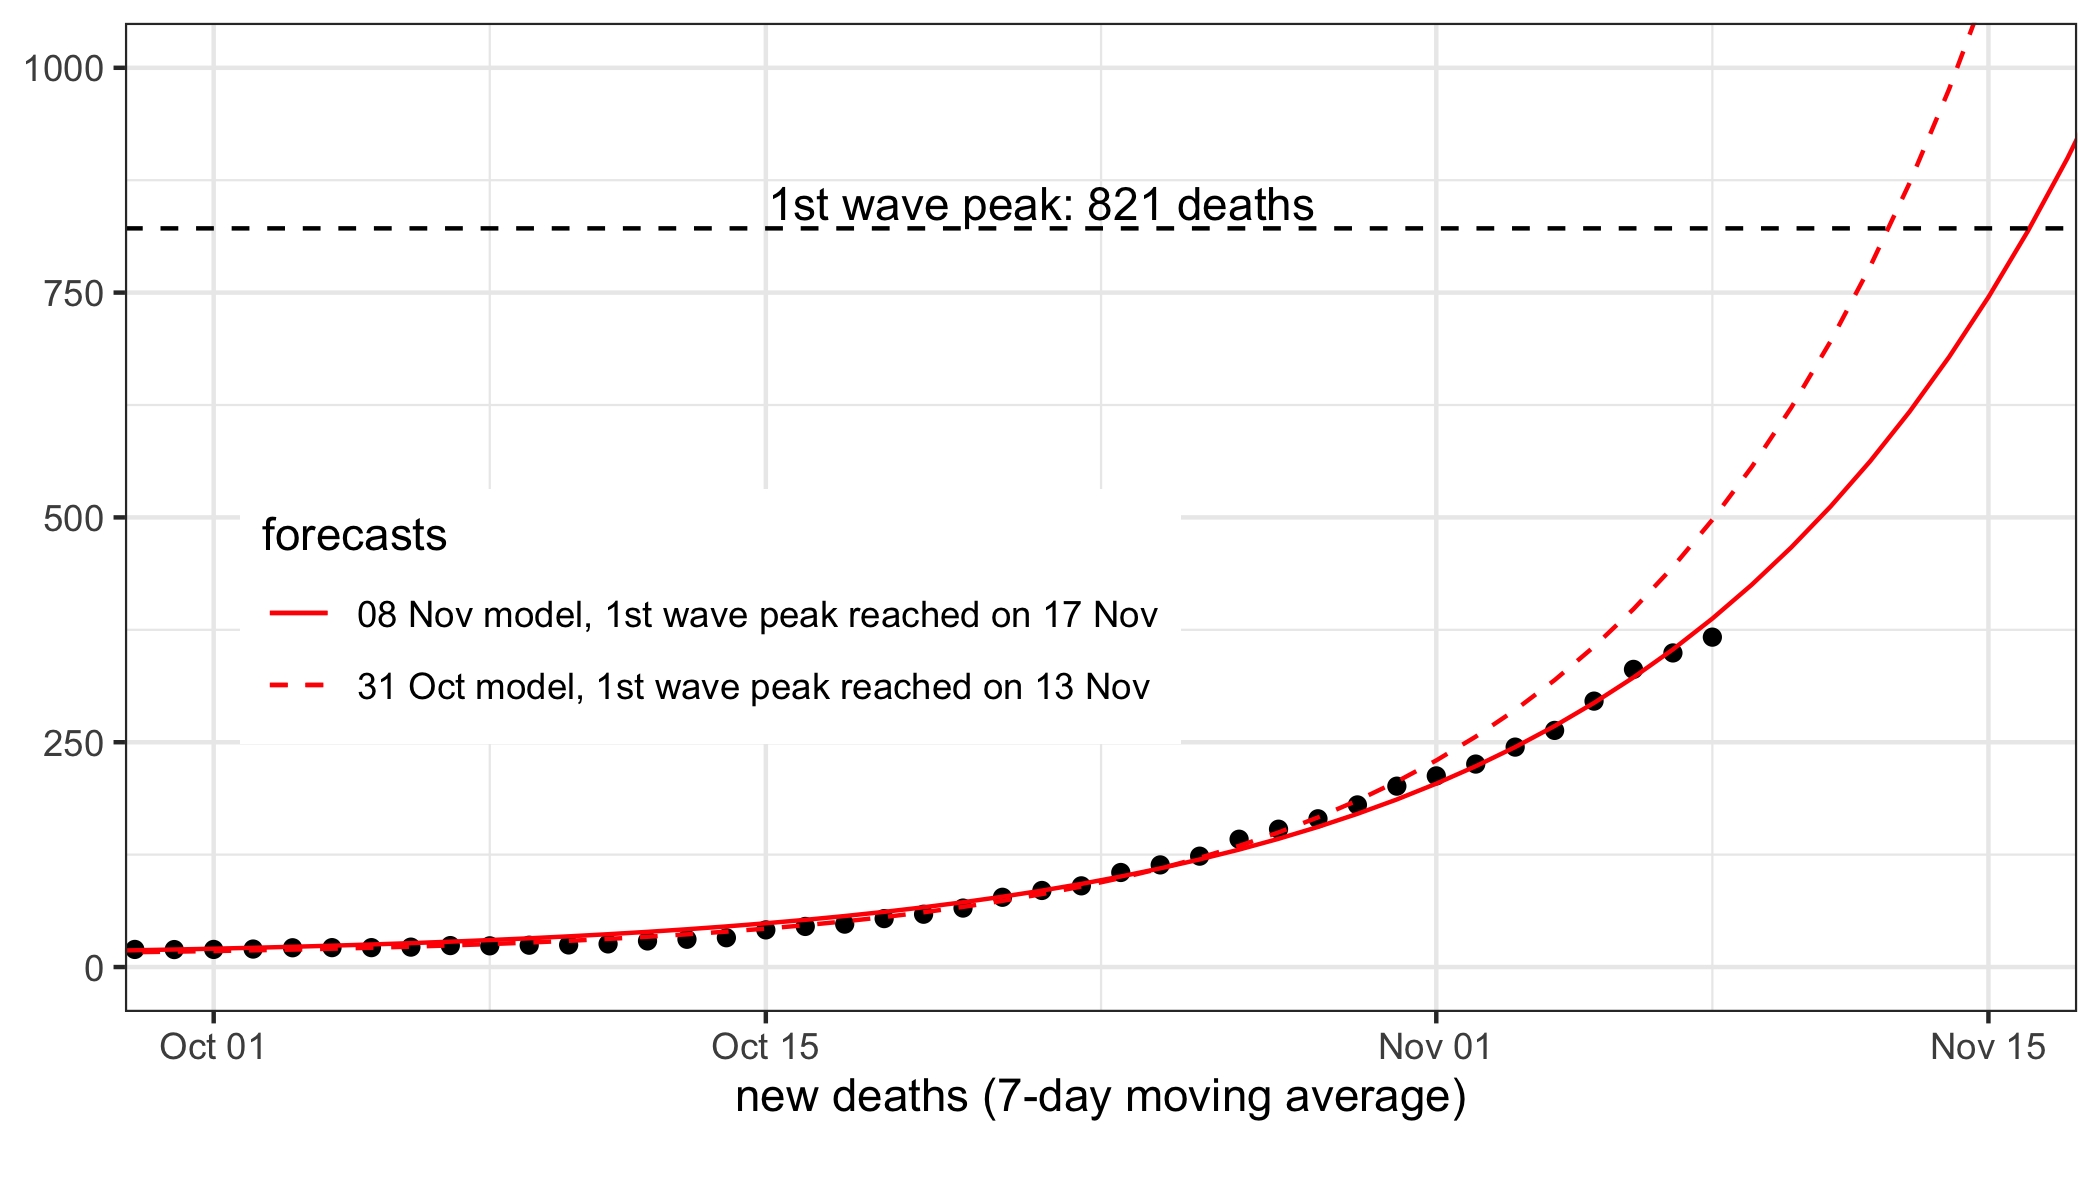 1000
750
500
250
0
1st wave peak: 821 deaths
forecasts
08 Nov model, 1st wave peak reached on 17 Nov
31 Oct model, 1st wave peak reached on 13 Nov
Oct 01
Oct 15
Nov 01
Nov 15
new deaths (7-day moving average)